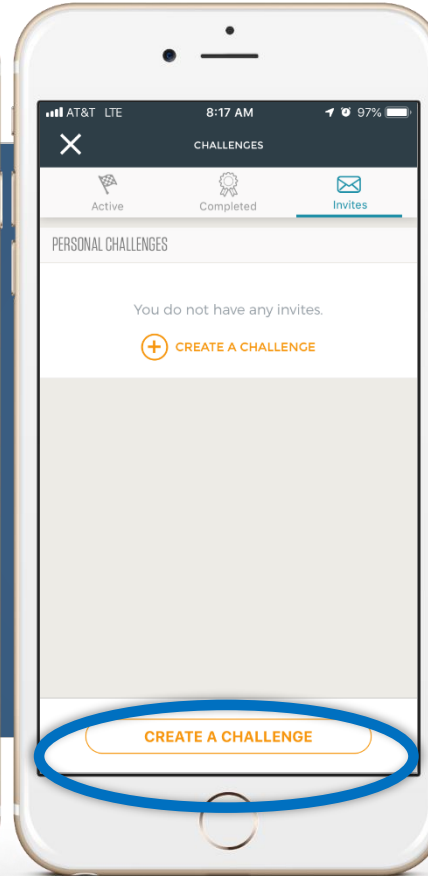 AT&T LTE 8:17 AM 97%
CHALLENGES
Active Completed Invites
PERSONAL CHALLENGES
You do not have any invites.
CREATE A CHALLENGE
CREATE A CHALLENGE